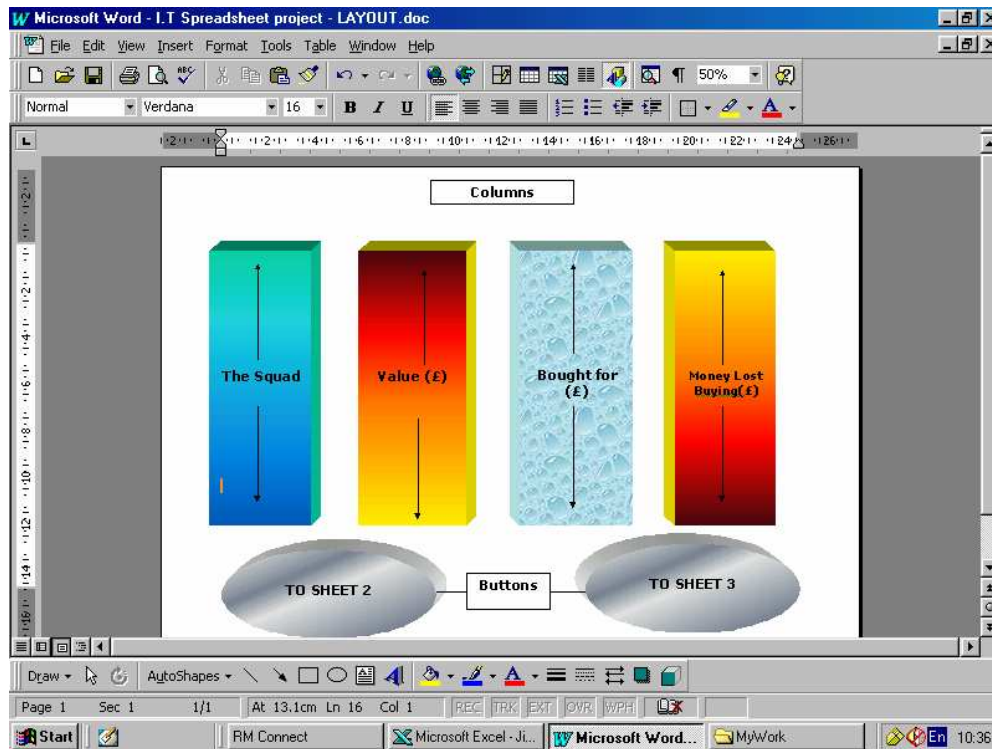 Microsoft Word - I.T Spreadsheet project - LAYOUT.doc
File Edit View Insert Format Tools Table Window Help
50%
Normal Verdana 16 B I U
Columns
The Squad
Value (£)
Bought for
(£)
Money Lost
Buying(£)
TO SHEET 2
Buttons
TO SHEET 3
Draw AutoShapes
Page 1 Sec 1 1/1 At 13.1cm Ln 16 Col 1 REC TRK EXT OVR WPH
Start RM Connect Microsoft Excel - Ji... Microsoft Word... MyWork En 10:36